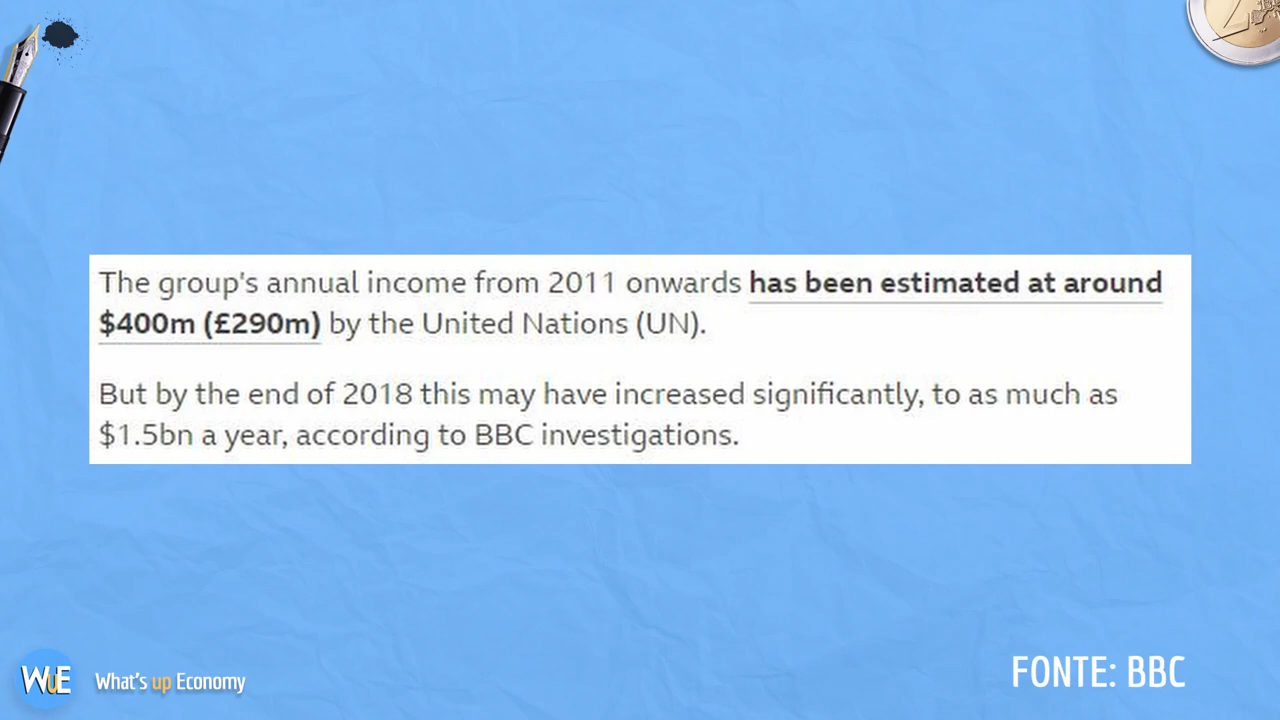 The group's annual income from 2011 onwards has been estimated at around
$400m (£290m) by the United Nations (UN).
But by the end of 2018 this may have increased significantly, to as much as
$1.5bn a year, according to BBC investigations.
WuE What's up Economy
FONTE: BBC
2